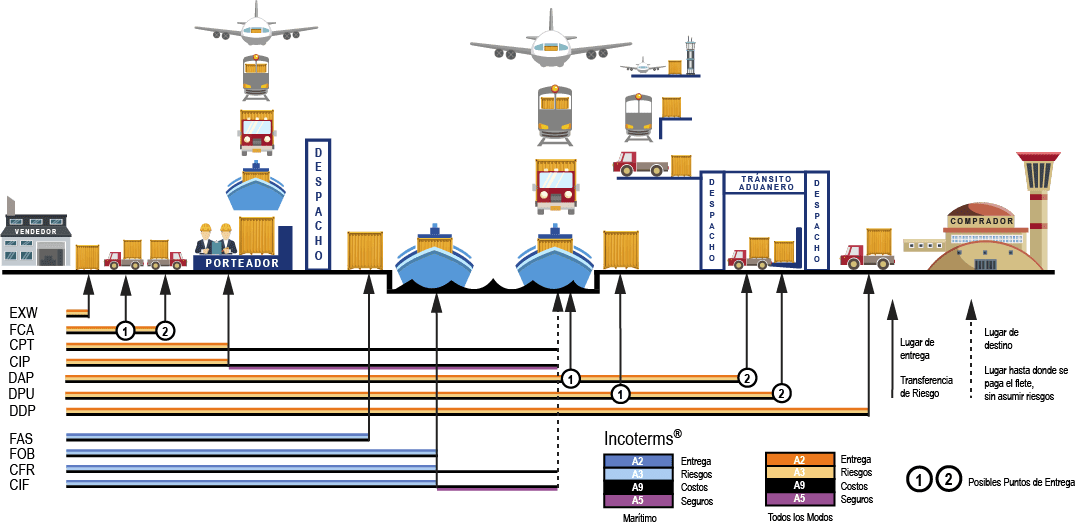 DESPACHO
TRÁNSITO
ADUANERO
DESPACHO
DESPACHO
VENDEDOR
PORTEADOR
COMPRADOR
EXW
FCA
1
2
CPT
CIP
DAP
1
2
DPU
1
2
DDP
FAS
FOB
CFR
CIF
Lugar de
entrega
Transferencia
de Riesgo
Lugar de
destino
Lugar hasta donde se
paga el flete,
sin asumir riesgos
Incoterms®
A2 Entrega
A3 Riesgos
A9 Costos
A5 Seguros
Marítimo
A2 Entrega
A3 Riesgos
A9 Costos
A5 Seguros
Todos los Modos
1 2 Posibles Puntos de Entrega